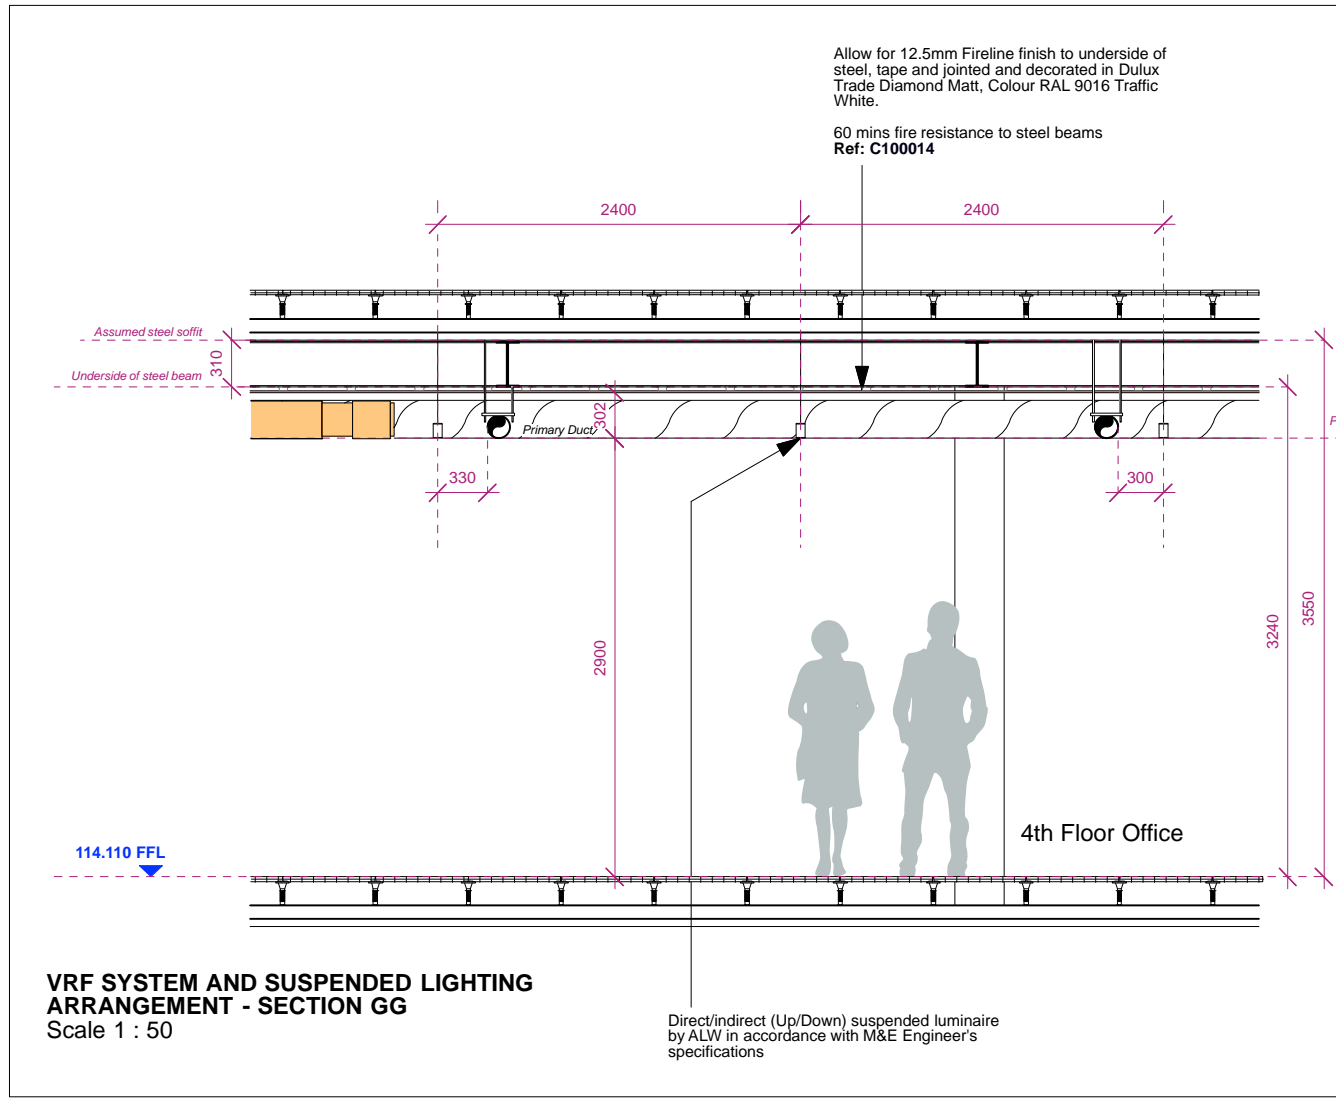 Allow for 12.5mm Fireline finish to underside of
steel, tape and jointed and decorated in Dulux
Trade Diamond Matt, Colour RAL 9016 Traffic
White.
60 mins fire resistance to steel beams
Ref: C100014
2400
2400
Assumed steel soffit
310
Underside of steel beam
302
Primary Duct
P
330
300
2900
3240
3550
4th Floor Office
114.110 FFL
VRF SYSTEM AND SUSPENDED LIGHTING
ARRANGEMENT - SECTION GG
Scale 1 : 50
Direct/indirect (Up/Down) suspended luminaire
by ALW in accordance with M&E Engineer's
specifications